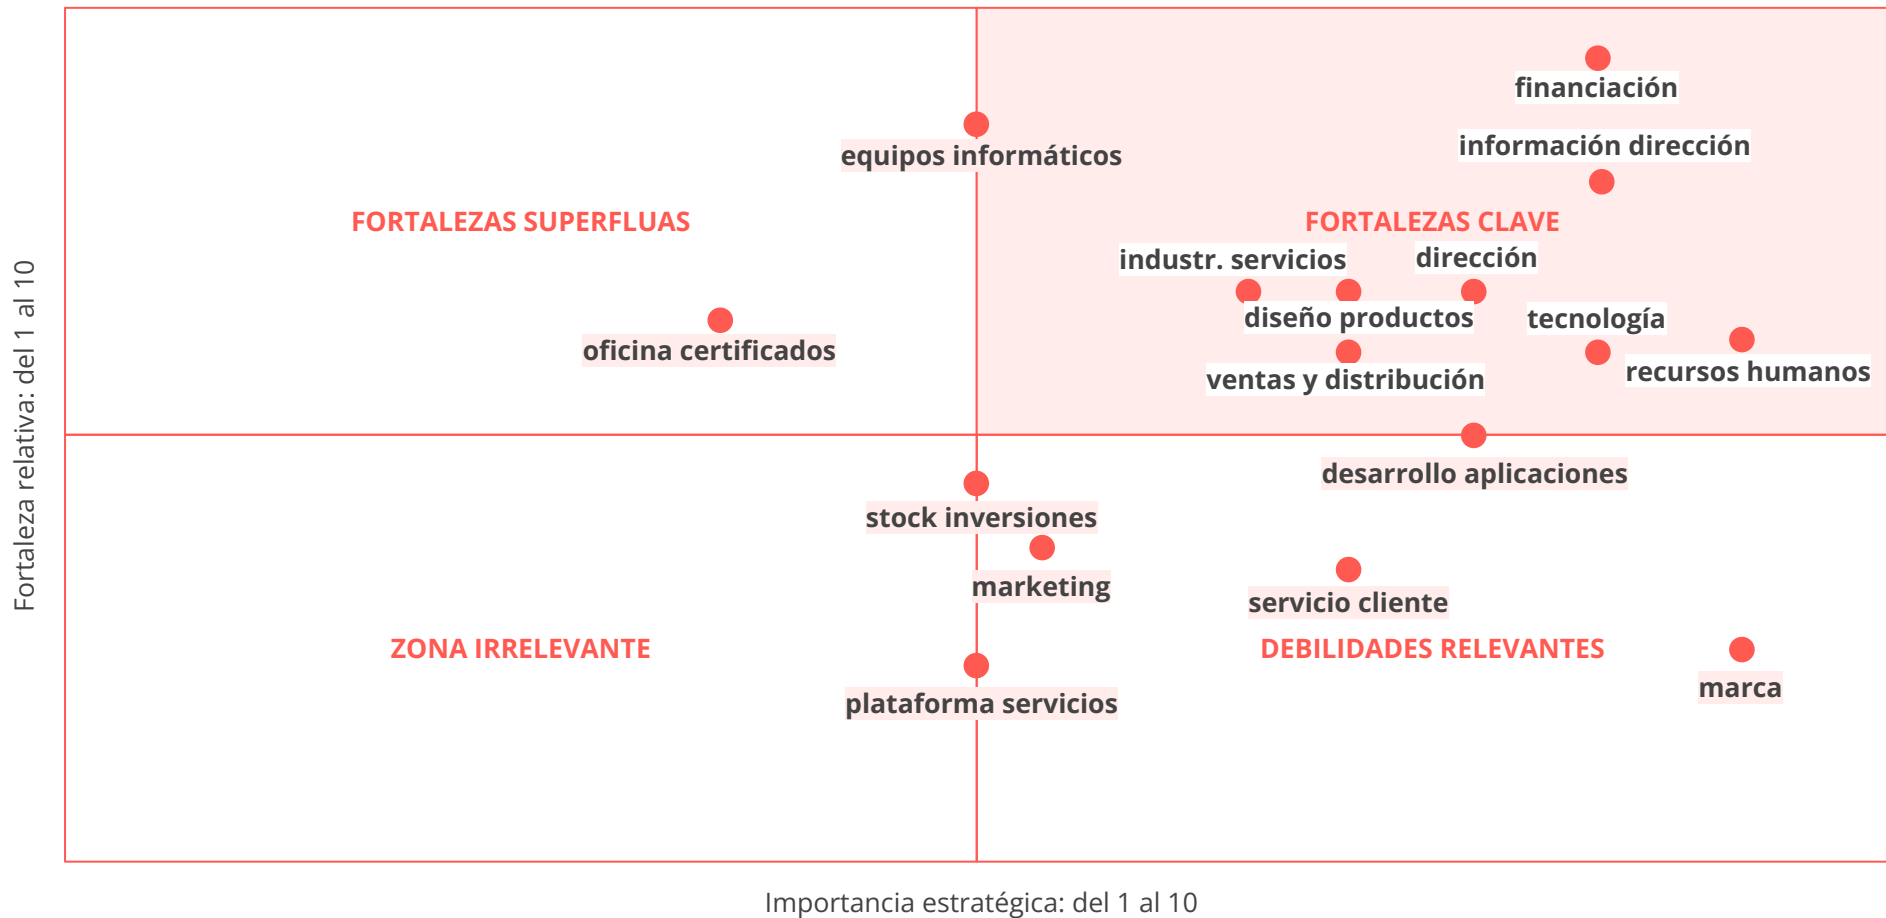 financiación
información dirección
equipos informáticos
FORTALEZAS SUPERFLUAS
FORTALEZAS CLAVE
industr. servicios
dirección
diseño productos
tecnología
oficina certificados
ventas y distribución
recursos humanos
Fortaleza relativa: del 1 al 10
desarrollo aplicaciones
stock inversiones
marketing
servicio cliente
ZONA IRRELEVANTE
DEBILIDADES RELEVANTES
marca
plataforma servicios
Importancia estratégica: del 1 al 10